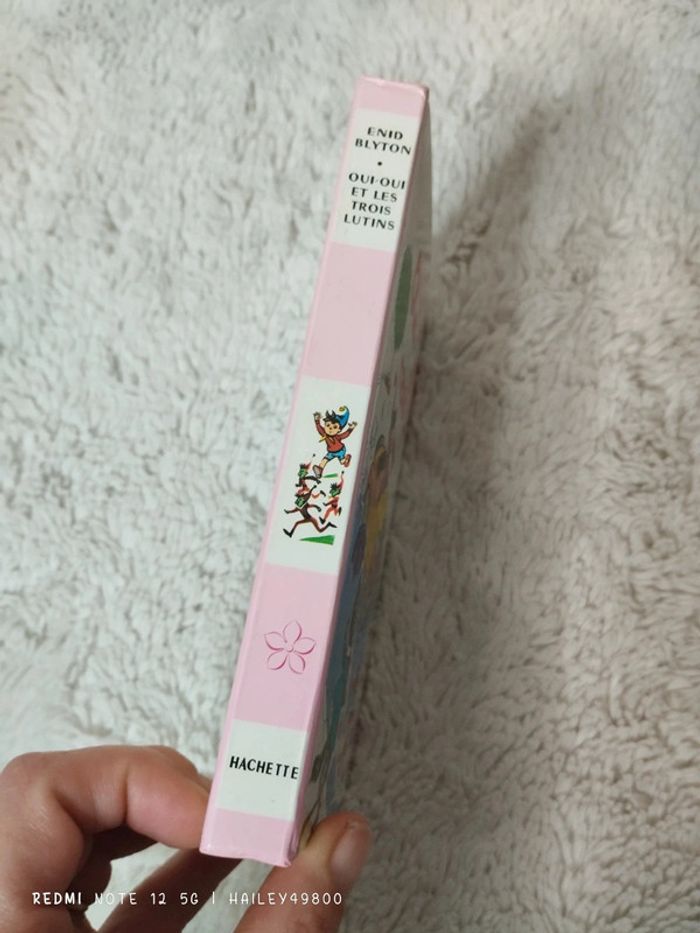 ENID
BLYTON
•
OUI-OUI
ET LES
TROIS
LUTINS
HACHETTE
REDMI NOTE 12 5G | HAILEY49800